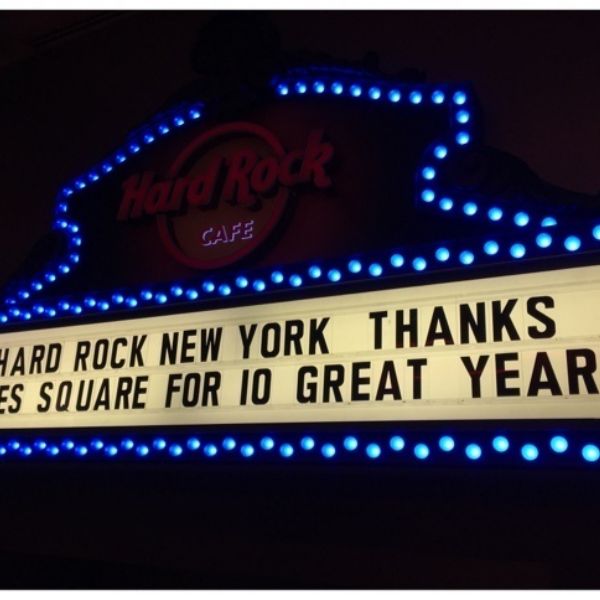 Hard Rock
CAFE
HARD ROCK NEW YORK THANKS
ES SQUARE FOR 10 GREAT YEAR